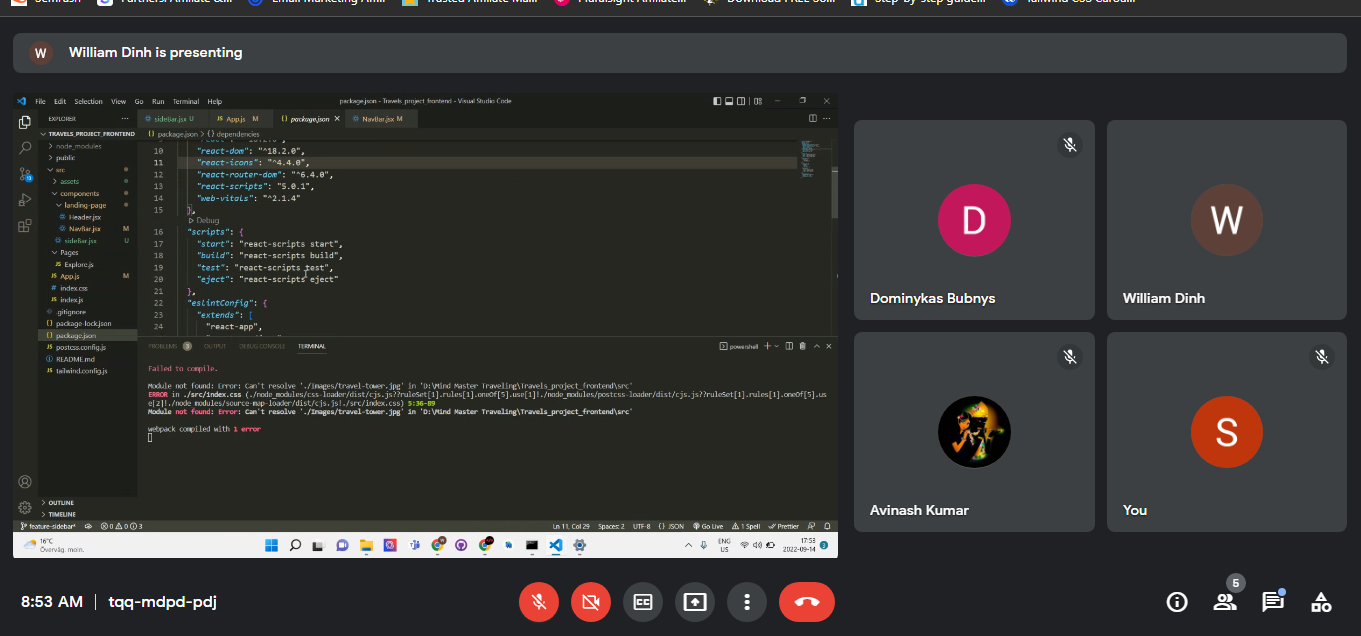 Semrush
Email Marketing Affil
Trusted Affiliate Mark
Pluralsight Affiliate...
Download FREE
step-by-step guide...
Tailwind CSS Carous...
W William Dinh is presenting
File Edit Selection View Go Run Terminal Help
package.json - Travels_project_frontend - Visual Studio Code
EXPLORER ...
sideBar.jsx U App.js M package.json NavBar.jsx M
TRAVELS_PROJECT_FRONTEND
package.json > {} dependencies
node_modules
public
src
assets
components
landing-page
Header.jsx
NavBar.jsx M
sideBar.jsx U
Pages
Explore.js
App.js M
index.css
index.js
.gitignore
package-lock.json
package.json
postcss.config.js
README.md
tailwind.config.js
10 "react-dom": "^18.2.0",
11 "react-icons": "^4.4.0",
12 "react-router-dom": "^6.4.0",
13 "react-scripts": "5.0.1",
14 "web-vitals": "^2.1.4"
15 },
Debug
16 "scripts": {
17 "start": "react-scripts start",
18 "build": "react-scripts build",
19 "test": "react-scripts test",
20 "eject": "react-scripts eject"
21 },
22 "eslintConfig": {
23 "extends": [
24 "react-app",
PROBLEMS 3 OUTPUT DEBUG CONSOLE TERMINAL
powershell
Failed to compile.
Module not found: Error: Can't resolve './Images/travel-tower.jpg' in 'D:\Mind Master Traveling\Travels_project_frontend\src'
ERROR in ./src/index.css (./node_modules/css-loader/dist/cjs.js??ruleSet[1].rules[1].oneOf[5].use[1]!./node_modules/postcss-loader/dist/cjs.js??ruleSet[1].rules[1].oneOf[5].us
e[2]!./node_modules/source-map-loader/dist/cjs.js!./src/index.css) 5:36-89
Module not found: Error: Can't resolve './Images/travel-tower.jpg' in 'D:\Mind Master Traveling\Travels_project_frontend\src'
webpack compiled with 1 error
OUTLINE
TIMELINE
feature-sidebar* 0 0 3
Ln 11, Col 29 Spaces: 2 UTF-8 {} JSON Go Live 1 Spell Prettier
16°C
Överväg. moln.
ENG
US
17:53
2022-09-14
D
Dominykas Bubnys
W
William Dinh
Avinash Kumar
S
You
8:53 AM | tqq-mdpd-pdj
CC
5